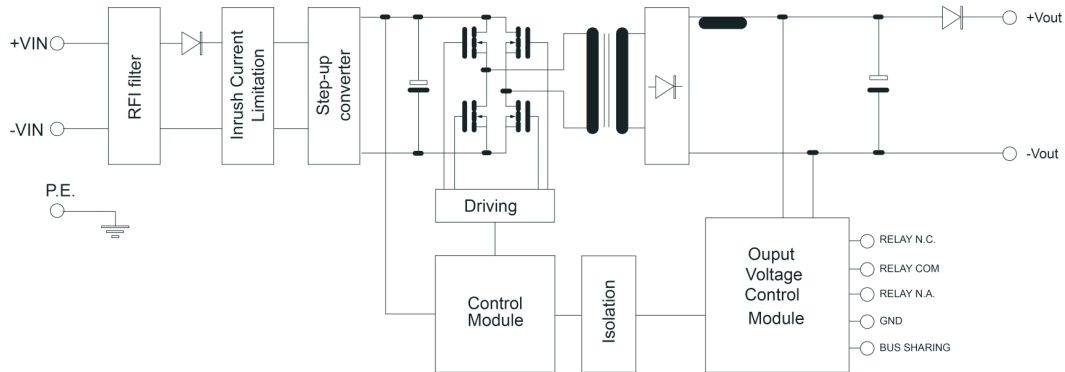 +VIN
-VIN
P.E.
RFI filter
Inrush Current
Limitation
Step-up
converter
Driving
Control
Module
Isolation
Ouput
Voltage
Control
Module
+Vout
-Vout
RELAY N.C.
RELAY COM
RELAY N.A.
GND
BUS SHARING